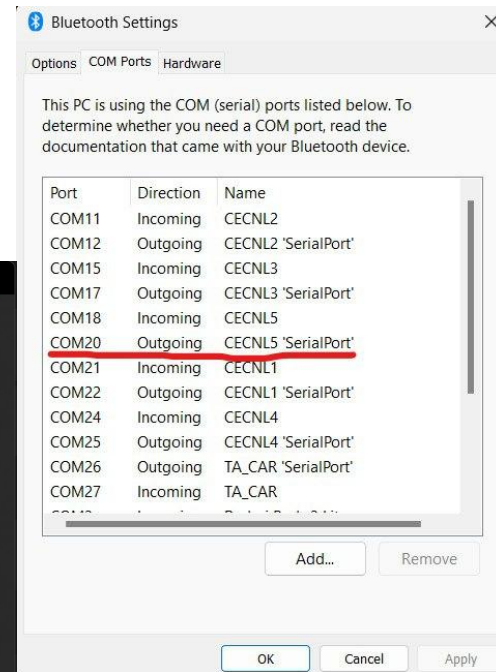 Bluetooth Settings
Options COM Ports Hardware
This PC is using the COM (serial) ports listed below. To
determine whether you need a COM port, read the
documentation that came with your Bluetooth device.
Port Direction Name
COM11 Incoming CECNL2
COM12 Outgoing CECNL2 'SerialPort'
COM15 Incoming CECNL3
COM17 Outgoing CECNL3 'SerialPort'
COM18 Incoming CECNL5
COM20 Outgoing CECNL5 'SerialPort'
COM21 Incoming CECNL1
COM22 Outgoing CECNL1 'SerialPort'
COM24 Incoming CECNL4
COM25 Outgoing CECNL4 'SerialPort'
COM26 Outgoing TA_CAR 'SerialPort'
COM27 Incoming TA_CAR
Add... Remove
OK Cancel Apply